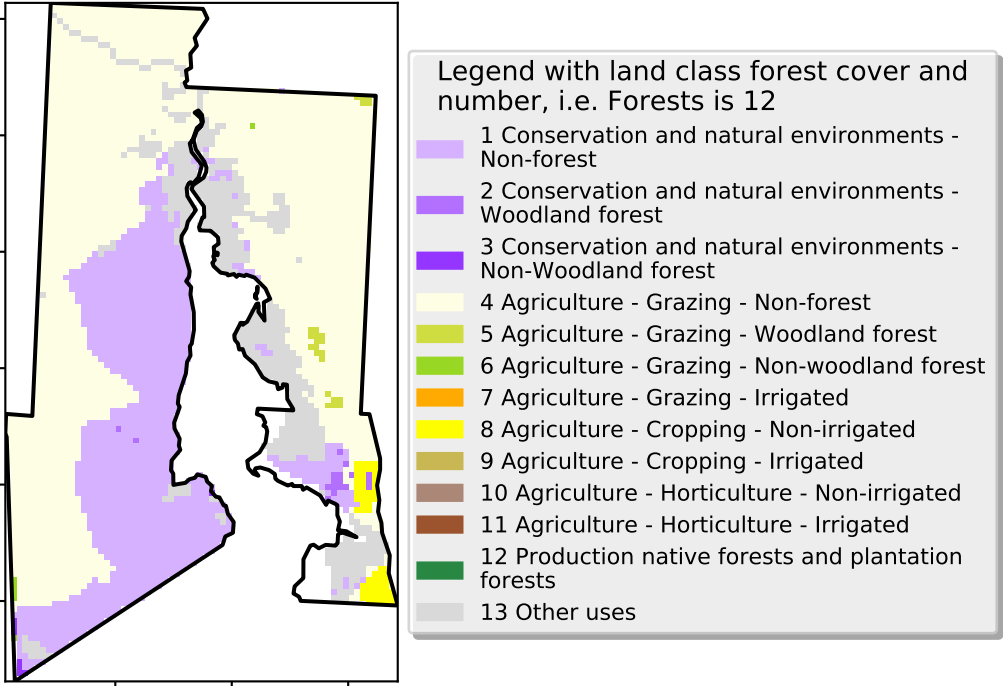 Legend with land class forest cover and
number, i.e. Forests is 12
1 Conservation and natural environments -
Non-forest
2 Conservation and natural environments -
Woodland forest
3 Conservation and natural environments -
Non-Woodland forest
4 Agriculture - Grazing - Non-forest
5 Agriculture - Grazing - Woodland forest
6 Agriculture - Grazing - Non-woodland forest
7 Agriculture - Grazing - Irrigated
8 Agriculture - Cropping - Non-irrigated
9 Agriculture - Cropping - Irrigated
10 Agriculture - Horticulture - Non-irrigated
11 Agriculture - Horticulture - Irrigated
12 Production native forests and plantation
forests
13 Other uses